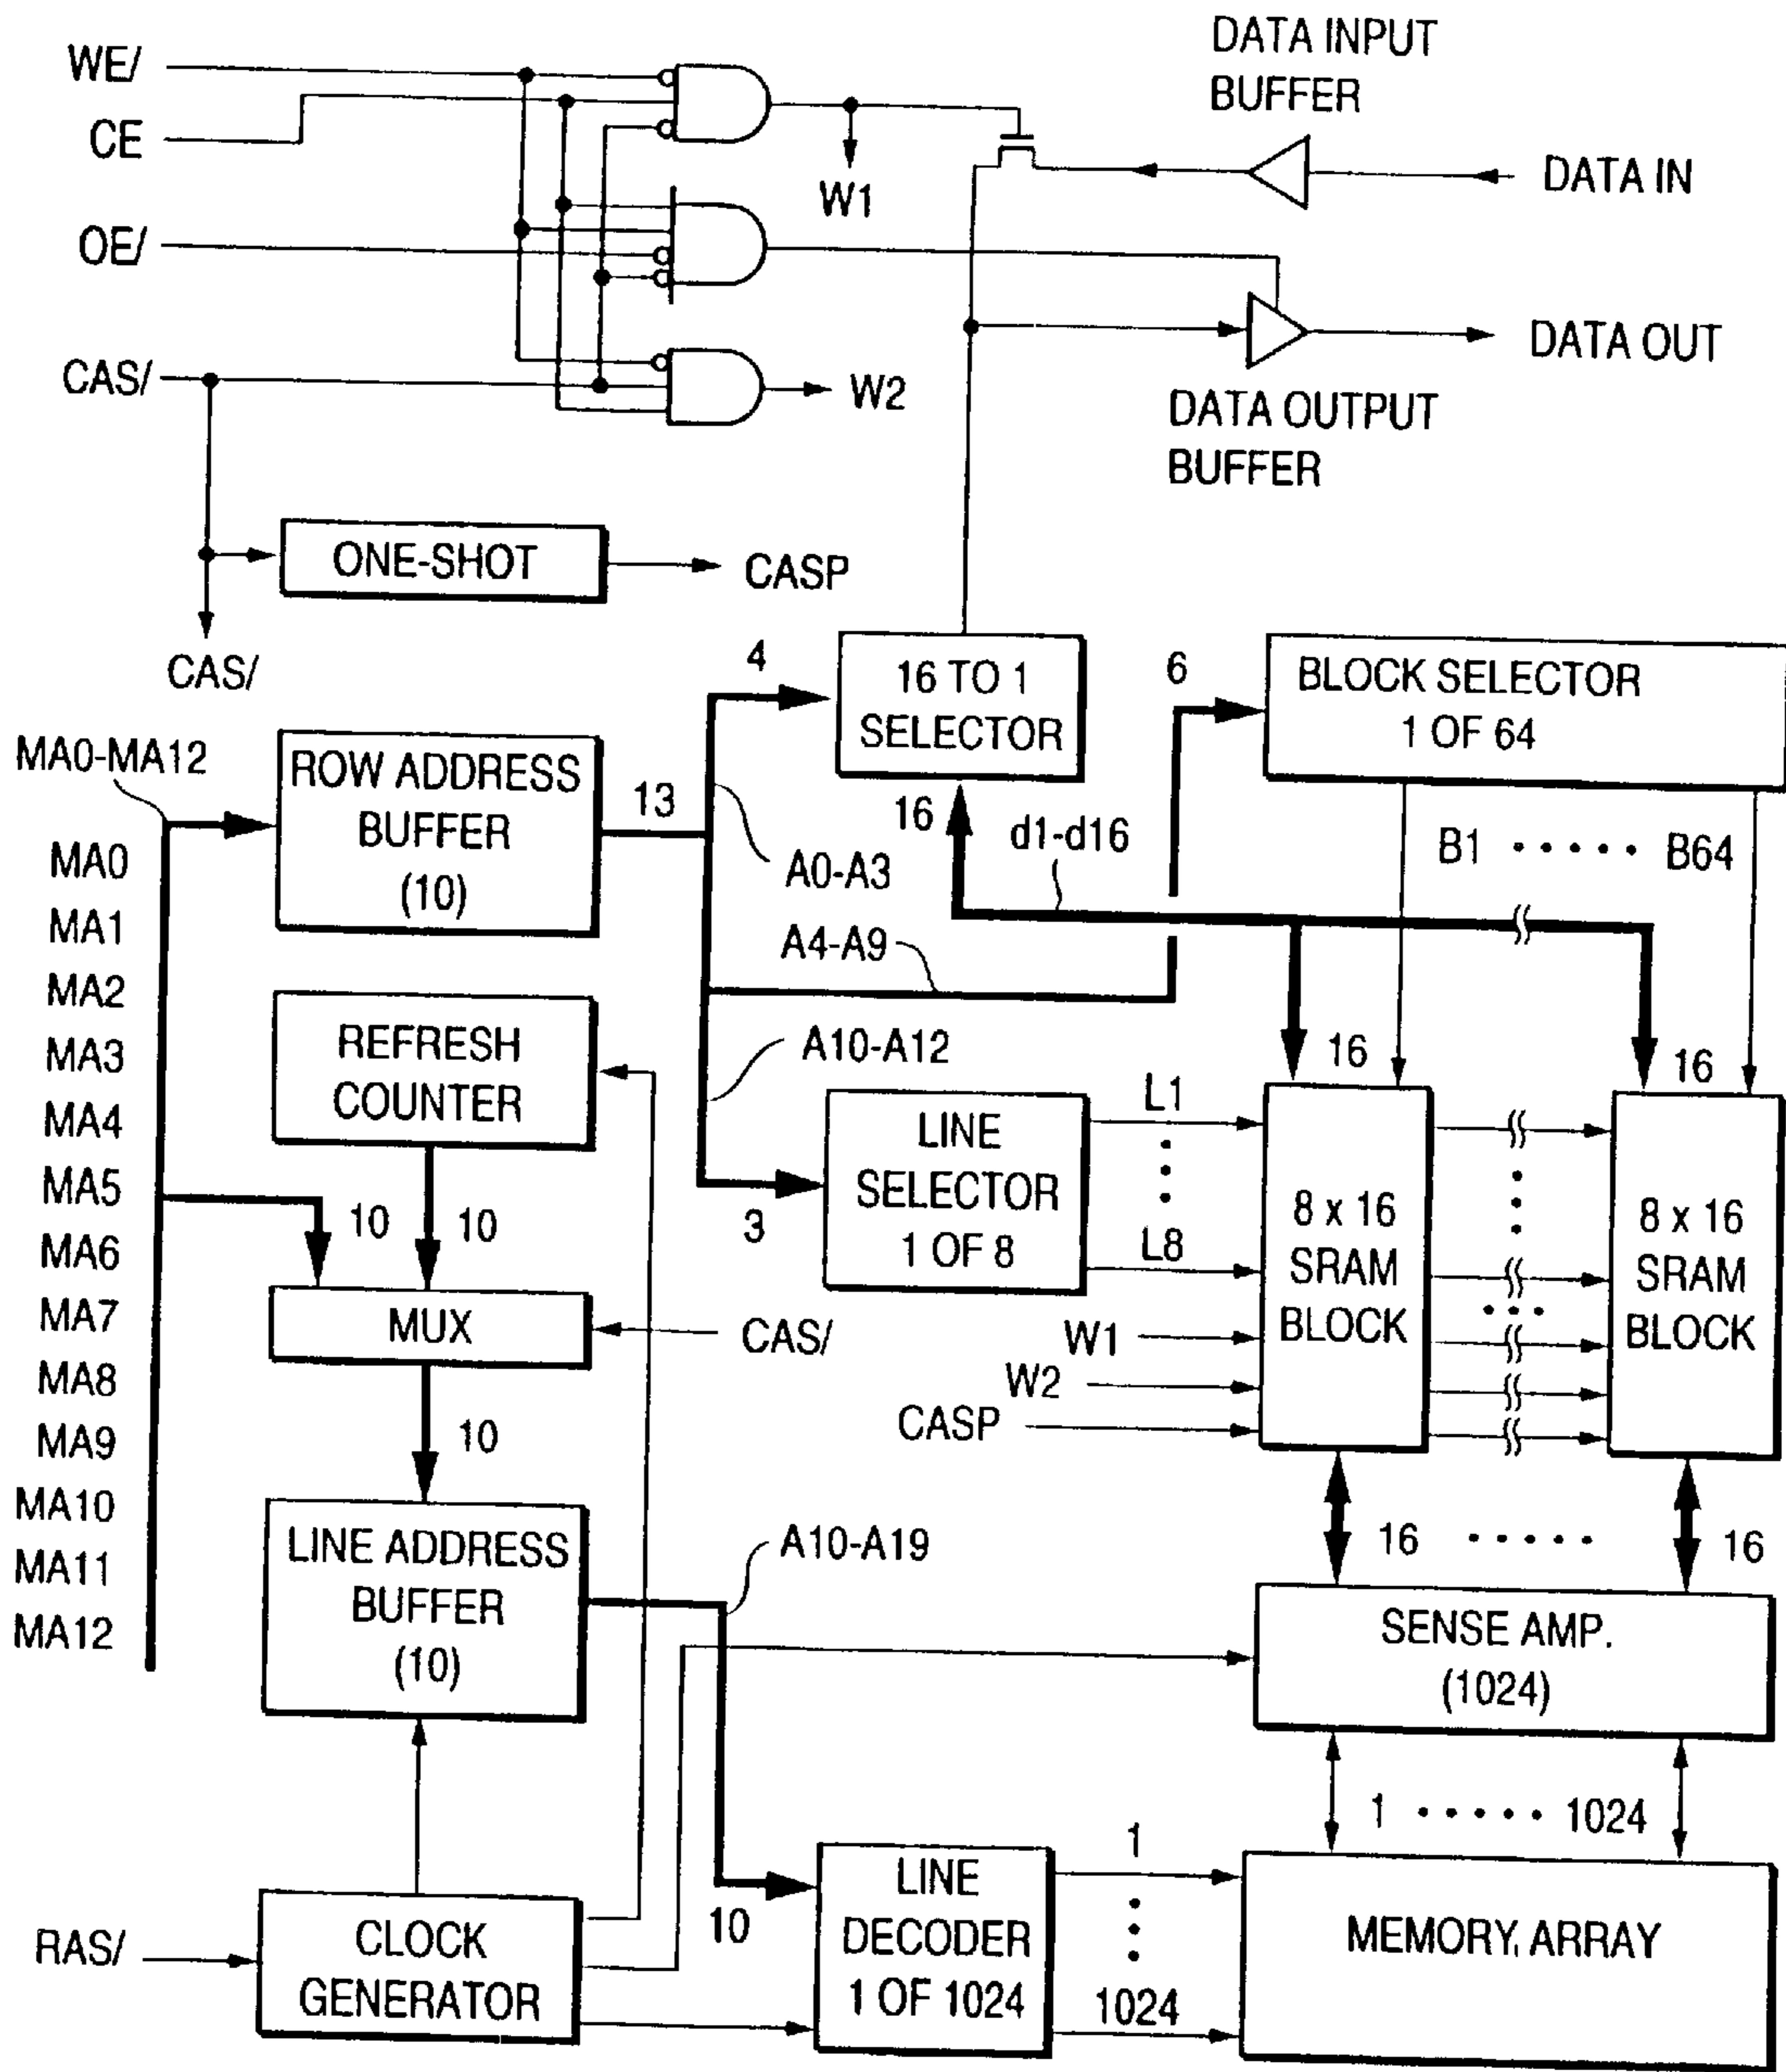 WE/
CE
OE/
CAS/
W1
W2
DATA INPUT
BUFFER
DATA IN
DATA OUT
DATA OUTPUT
BUFFER
ONE-SHOT
CASP
CAS/
MA0-MA12
MA0
MA1
MA2
MA3
MA4
MA5
MA6
MA7
MA8
MA9
MA10
MA11
MA12
ROW ADDRESS
BUFFER
(10)
13
4
16 TO 1
SELECTOR
16
6
BLOCK SELECTOR
1 OF 64
B1 ..... B64
d1-d16
A0-A3
A4-A9
A10-A12
REFRESH
COUNTER
10
10
MUX
CAS/
10
3
LINE
SELECTOR
1 OF 8
L1
L8
W1
W2
CASP
16
8 x 16
SRAM
BLOCK
16
8 x 16
SRAM
BLOCK
16 ..... 16
LINE ADDRESS
BUFFER
(10)
A10-A19
SENSE AMP.
(1024)
1 ..... 1024
RAS/
CLOCK
GENERATOR
10
LINE
DECODER
1 OF 1024
1
1024
MEMORY ARRAY